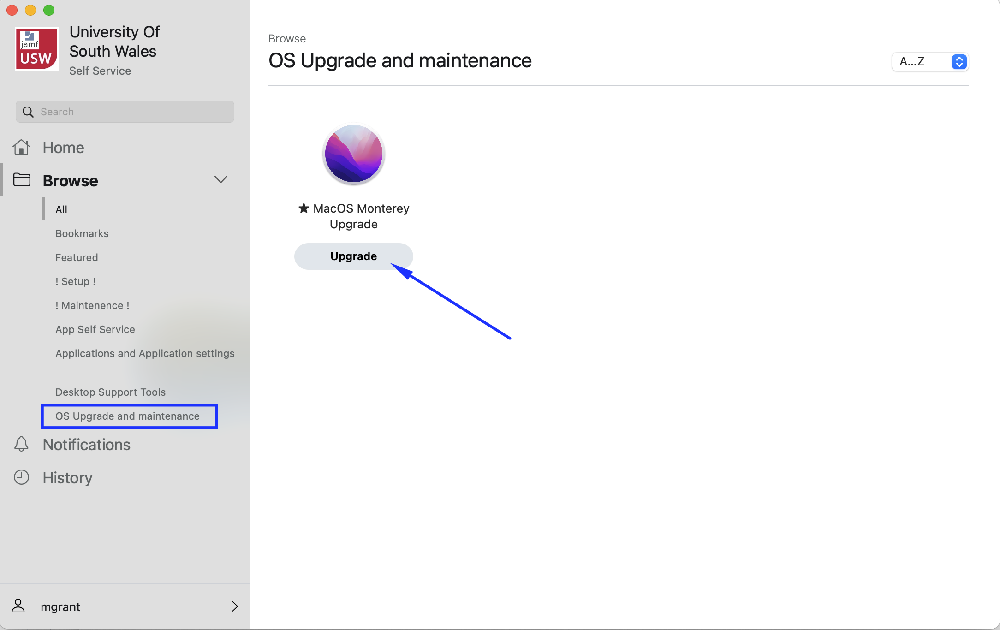 University Of
South Wales
Self Service
jamf
USW
Search
Home
Browse
All
Bookmarks
Featured
! Setup !
! Maintenence !
App Self Service
Applications and Application settings
Desktop Support Tools
OS Upgrade and maintenance
Notifications
History
mgrant
Browse
OS Upgrade and maintenance
A...Z
★ MacOS Monterey
Upgrade
Upgrade